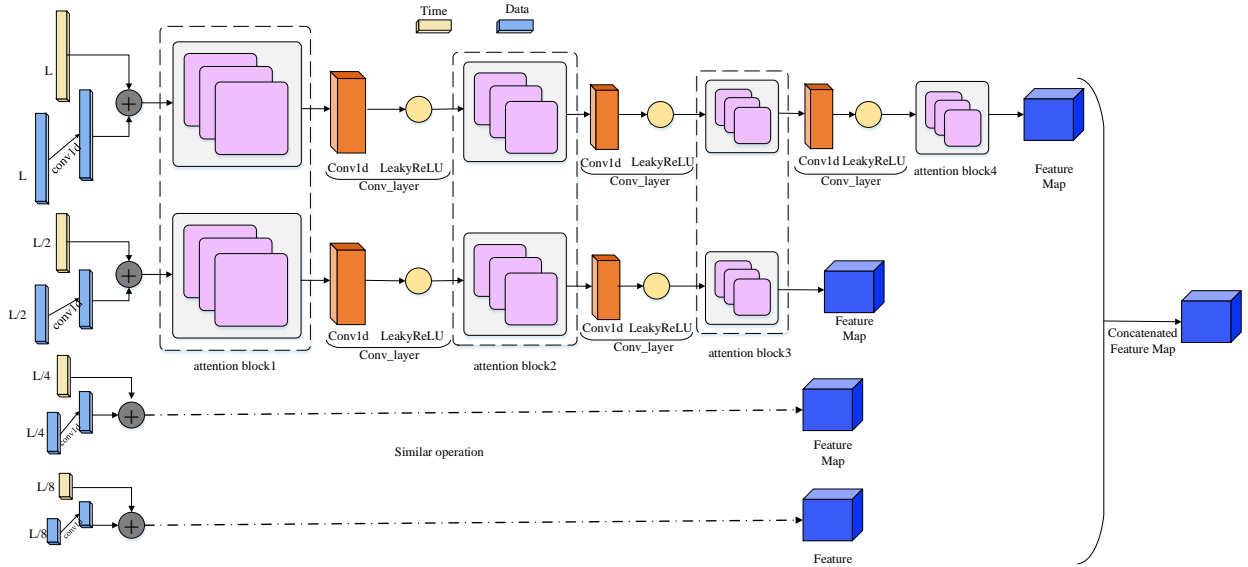 Time
Data
L
conv1d
L
Conv1d
LeakyReLU
Conv_layer
Conv1d
LeakyReLU
Conv_layer
Conv1d
LeakyReLU
Conv_layer
attention block4
Feature
Map
L/2
conv1d
L/2
Conv1d
LeakyReLU
Conv_layer
Conv1d
LeakyReLU
Conv_layer
Feature
Map
attention block1
attention block2
attention block3
Concatenated
Feature Map
L/4
conv1d
L/4
Similar operation
Feature
Map
L/8
conv1d
L/8
Feature